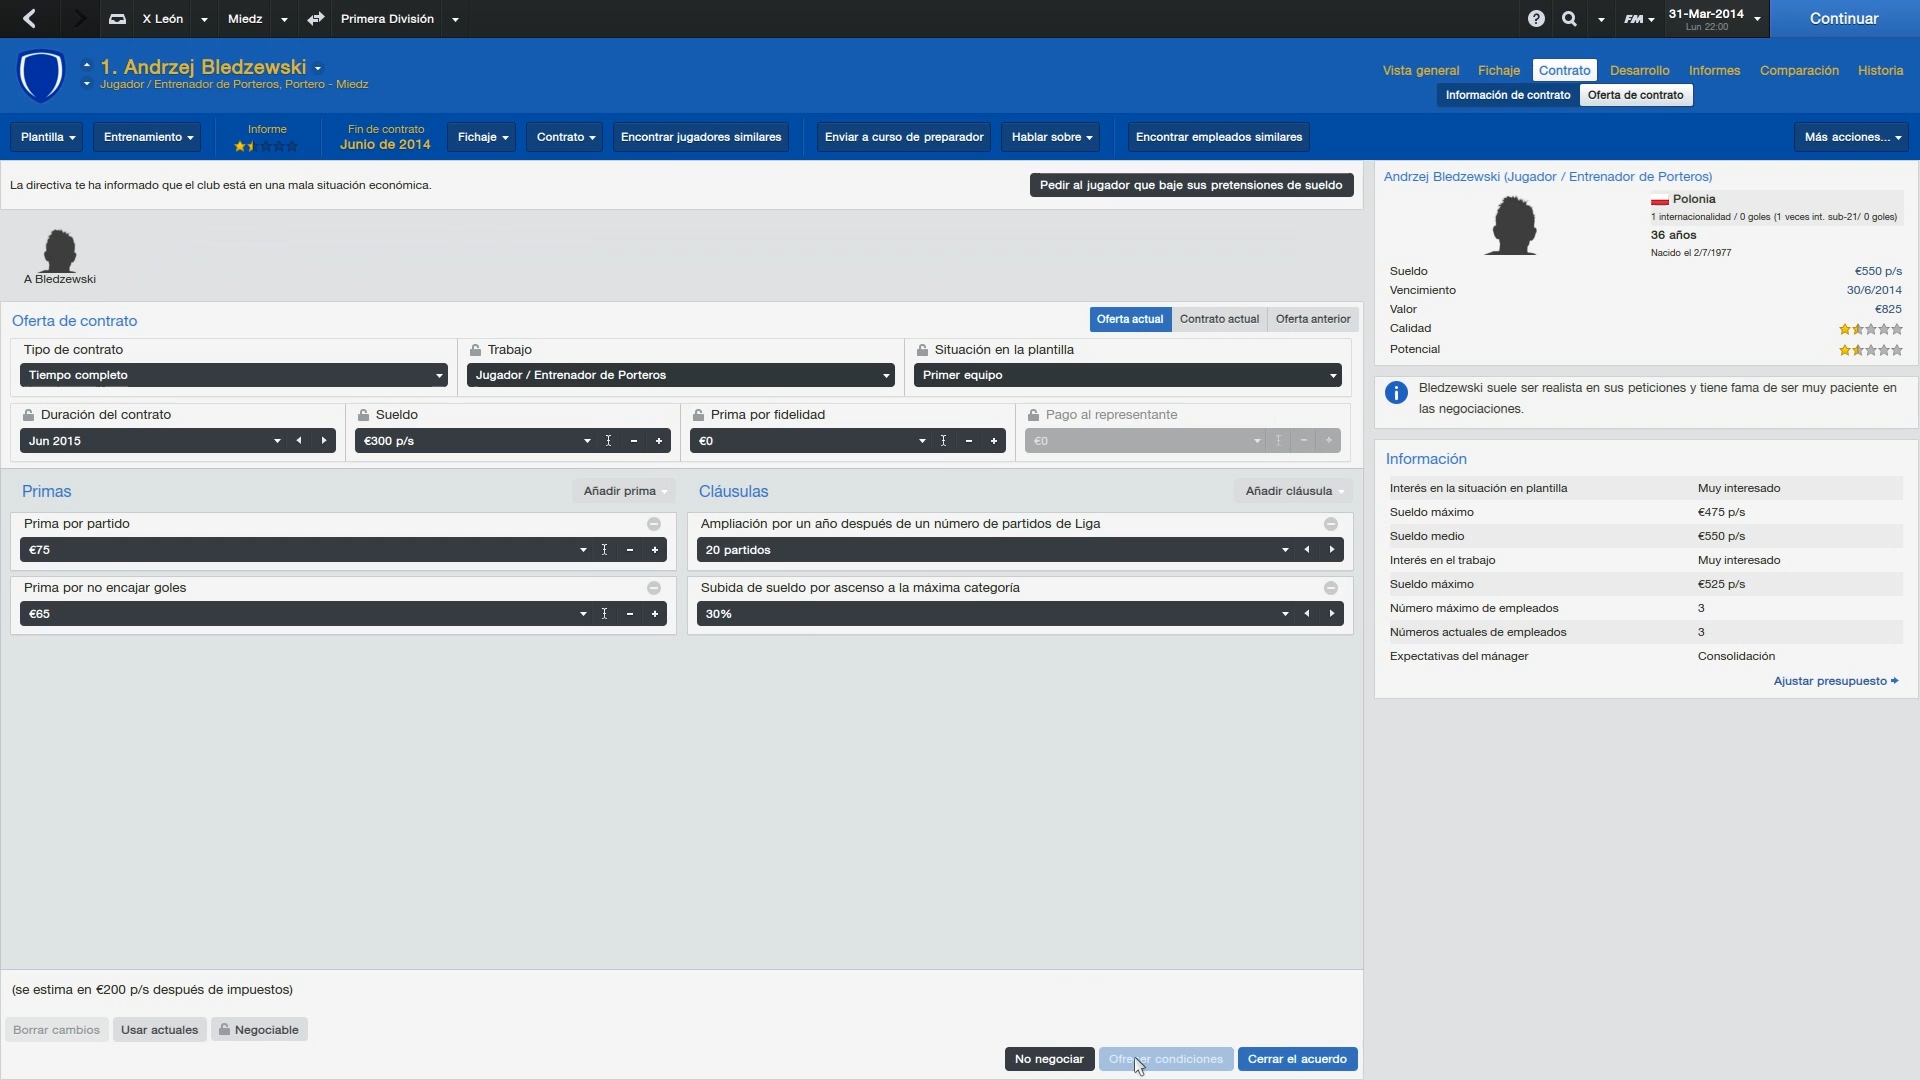 X León
Miedz
Primera División
FM
31-Mar-2014
Lun 22:00
Continuar
1. Andrzej Bledzewski
Jugador / Entrenador de Porteros, Portero - Miedz
Vista general
Fichaje
Contrato
Desarrollo
Informes
Comparación
Historia
Información de contrato
Oferta de contrato
Plantilla
Entrenamiento
Informe
Fin de contrato
Junio de 2014
Fichaje
Contrato
Encontrar jugadores similares
Enviar a curso de preparador
Hablar sobre
Encontrar empleados similares
Más acciones...
La directiva te ha informado que el club está en una mala situación económica.
Pedir al jugador que baje sus pretensiones de sueldo
A Bledzewski
Oferta de contrato
Oferta actual
Contrato actual
Oferta anterior
Tipo de contrato
Trabajo
Situación en la plantilla
Tiempo completo
Jugador / Entrenador de Porteros
Primer equipo
Duración del contrato
Sueldo
Prima por fidelidad
Pago al representante
Jun 2015
€300 p/s
€0
€0
Primas
Añadir prima
Cláusulas
Añadir cláusula
Prima por partido
Ampliación por un año después de un número de partidos de Liga
€75
20 partidos
Prima por no encajar goles
Subida de sueldo por ascenso a la máxima categoría
€65
30%
(se estima en €200 p/s después de impuestos)
Borrar cambios
Usar actuales
Negociable
No negociar
Ofrecer condiciones
Cerrar el acuerdo
Andrzej Bledzewski (Jugador / Entrenador de Porteros)
Polonia
1 internacionalidad / 0 goles (1 veces int. sub-21/ 0 goles)
36 años
Nacido el 2/7/1977
Sueldo €550 p/s
Vencimiento 30/6/2014
Valor €825
Calidad
Potencial
Bledzewski suele ser realista en sus peticiones y tiene fama de ser muy paciente en
las negociaciones.
Información
Interés en la situación en plantilla Muy interesado
Sueldo máximo €475 p/s
Sueldo medio €550 p/s
Interés en el trabajo Muy interesado
Sueldo máximo €525 p/s
Número máximo de empleados 3
Números actuales de empleados 3
Expectativas del mánager Consolidación
Ajustar presupuesto